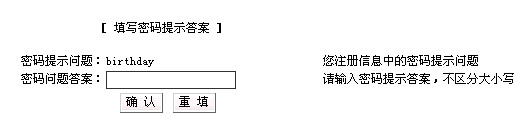 [ 填写密码提示答案 ]
密码提示问题：birthday 您注册信息中的密码提示问题
密码问题答案： 请输入密码提示答案，不区分大小写
确 认 重 填